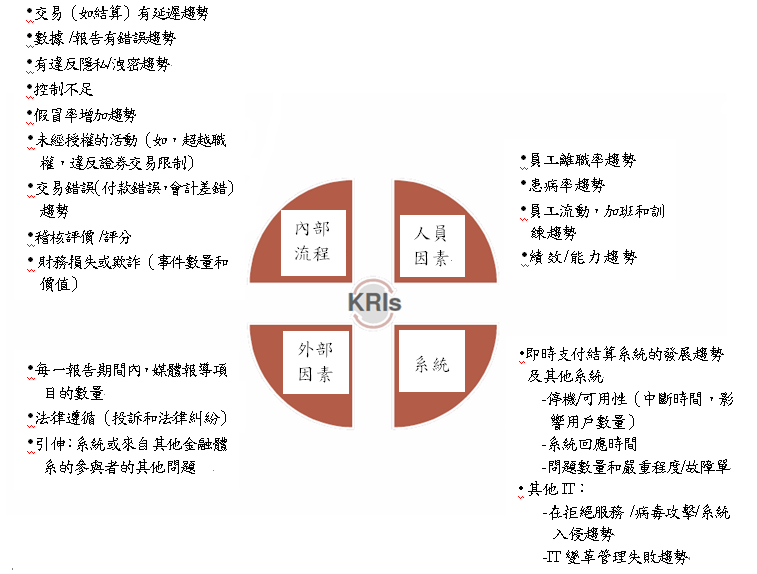 •交易（如結算）有延遲趨勢
•數據/報告有錯誤趨勢
•有違反隱私/洩密趨勢
•控制不足
•假冒率增加趨勢
•未經授權的活動（如，超越職
權，違反證券交易限制）
•交易錯誤(付款錯誤，會計差錯)
趨勢
•稽核評價/評分
•財務損失或欺詐（事件數量和
價值）
內部
流程
人員
因素
•員工離職率趨勢
•患病率趨勢
•員工流動，加班和訓
練趨勢
•績效/能力趨勢
KRIs
外部
因素
系統
•每一報告期間內，媒體報導項
目的數量
•法律遵循（投訴和法律糾紛）
•引伸：系統或來自其他金融體
系的參與者的其他問題
•即時支付結算系統的發展趨勢
及其他系統
-停機/可用性（中斷時間，影
響用戶數量）
-系統回應時間
-問題數量和嚴重程度/故障單
•其他IT：
-在拒絕服務/病毒攻擊/系統
入侵趨勢
-IT變革管理失敗趨勢